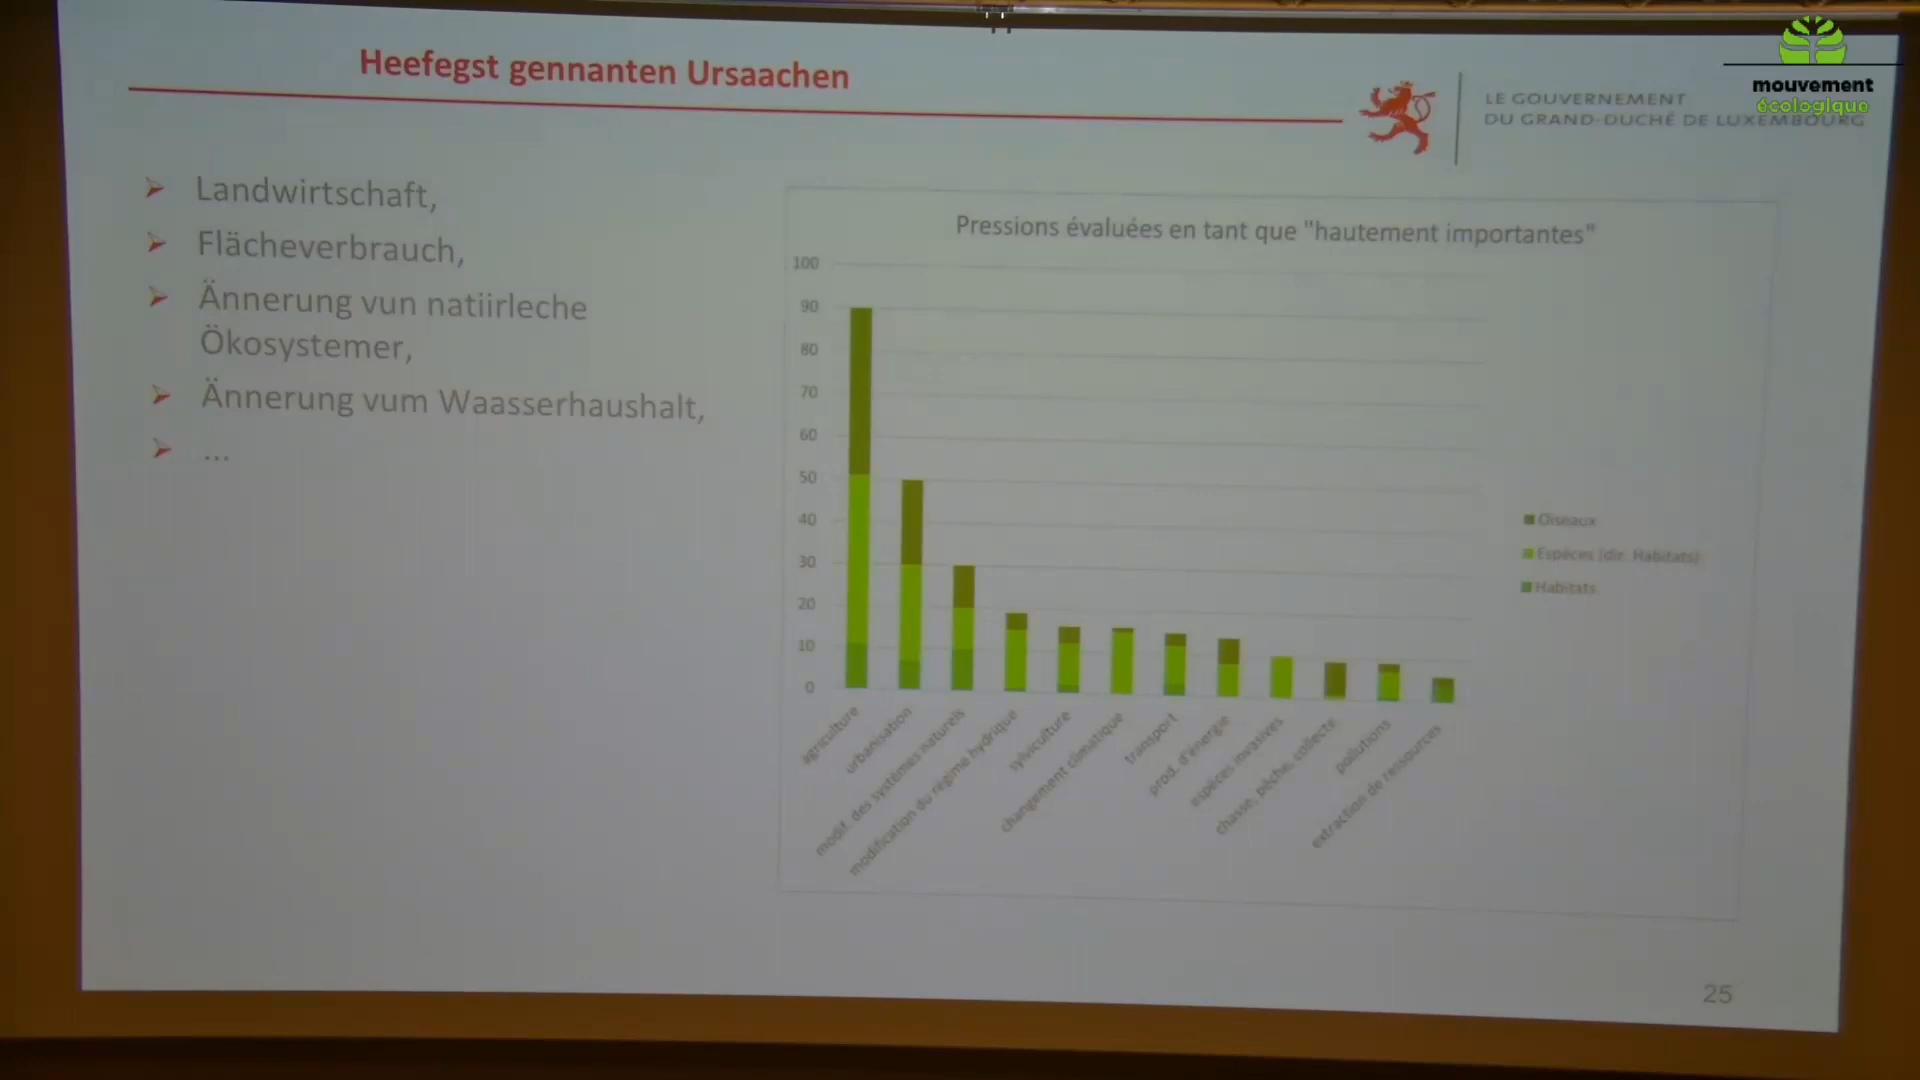 Heefegst gennanten Ursaachen
mouvement
écologique
LE GOUVERNEMENT
DU GRAND-DUCHÉ DE LUXEMBOURG
Landwirtschaft,
Flächeverbrauch,
Ännerung vun natiirleche
Ökosystemer,
Ännerung vum Waasserhaushalt,
...
Pressions évaluées en tant que "hautement importantes"
100
90
80
70
60
50
40
30
20
10
0
agriculture
urbanisation
modif. des systèmes naturels
modification du régime hydrique
sylviculture
changement climatique
transport
prod. d'énergie
espèces invasives
chasse, pêche, collecte
pollutions
extraction de ressources
Oiseaux
Espèces (dir. Habitats)
Habitats
25